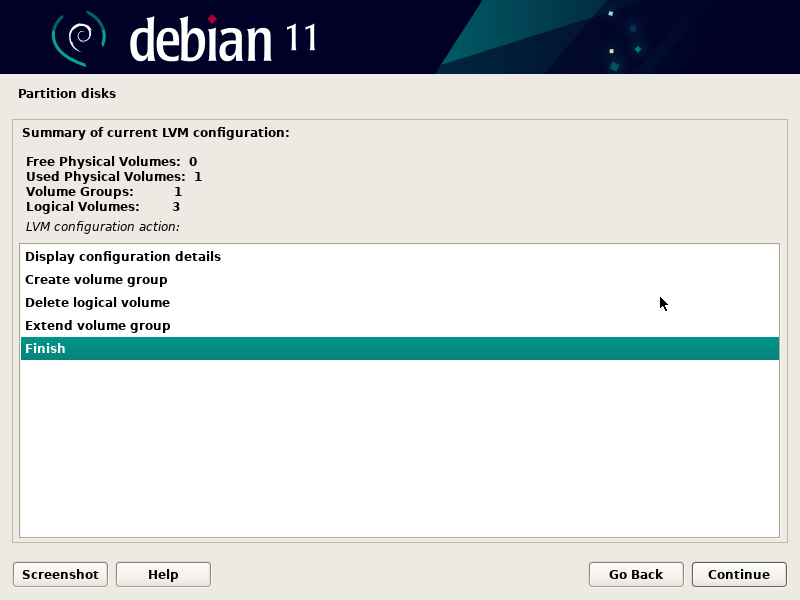 debian 11
Partition disks
Summary of current LVM configuration:
Free Physical Volumes: 0
Used Physical Volumes: 1
Volume Groups: 1
Logical Volumes: 3
LVM configuration action:
Display configuration details
Create volume group
Delete logical volume
Extend volume group
Finish
Screenshot Help Go Back Continue